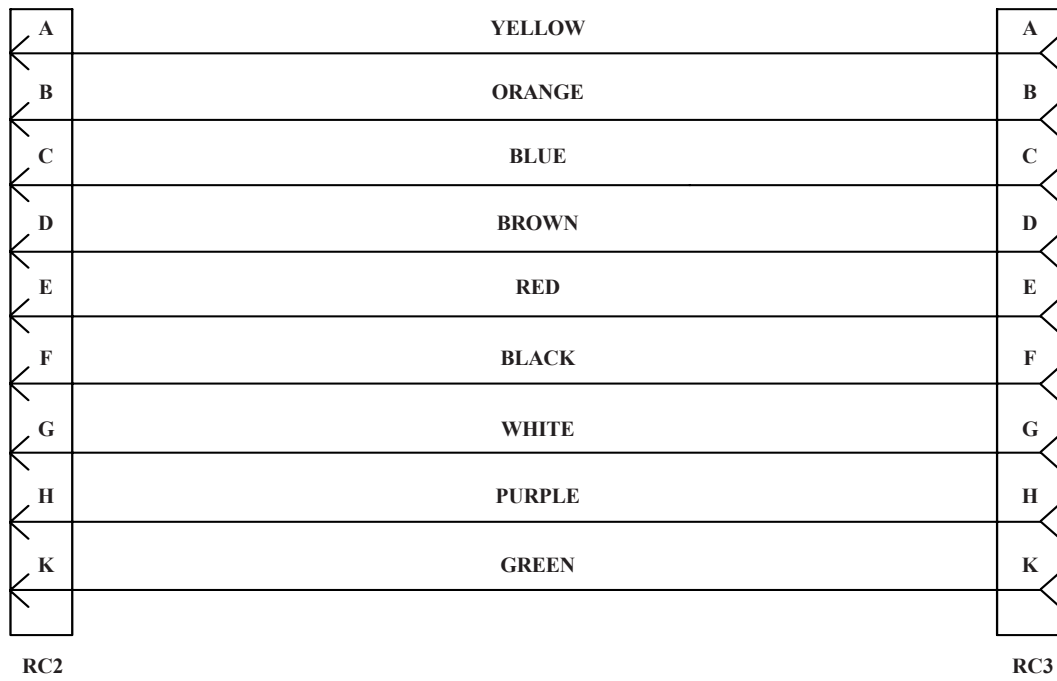 A YELLOW A
B ORANGE B
C BLUE C
D BROWN D
E RED E
F BLACK F
G WHITE G
H PURPLE H
K GREEN K
RC2 RC3